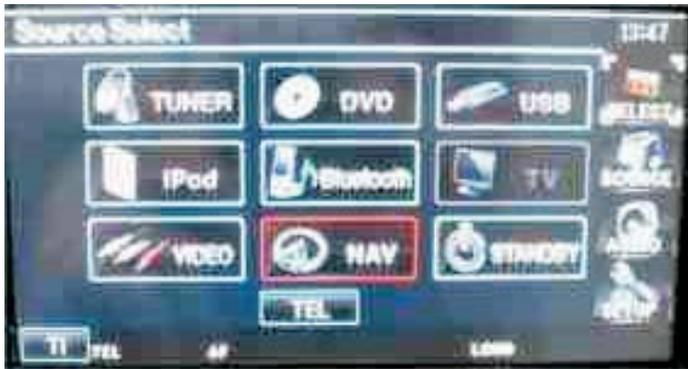 Source Select 13:47
TUNER DVD USB SELECT
iPod Bluetooth TV SOURCE
VIDEO NAV STANDBY AUDIO
TEL SETUP
TI TEL AF LOUD